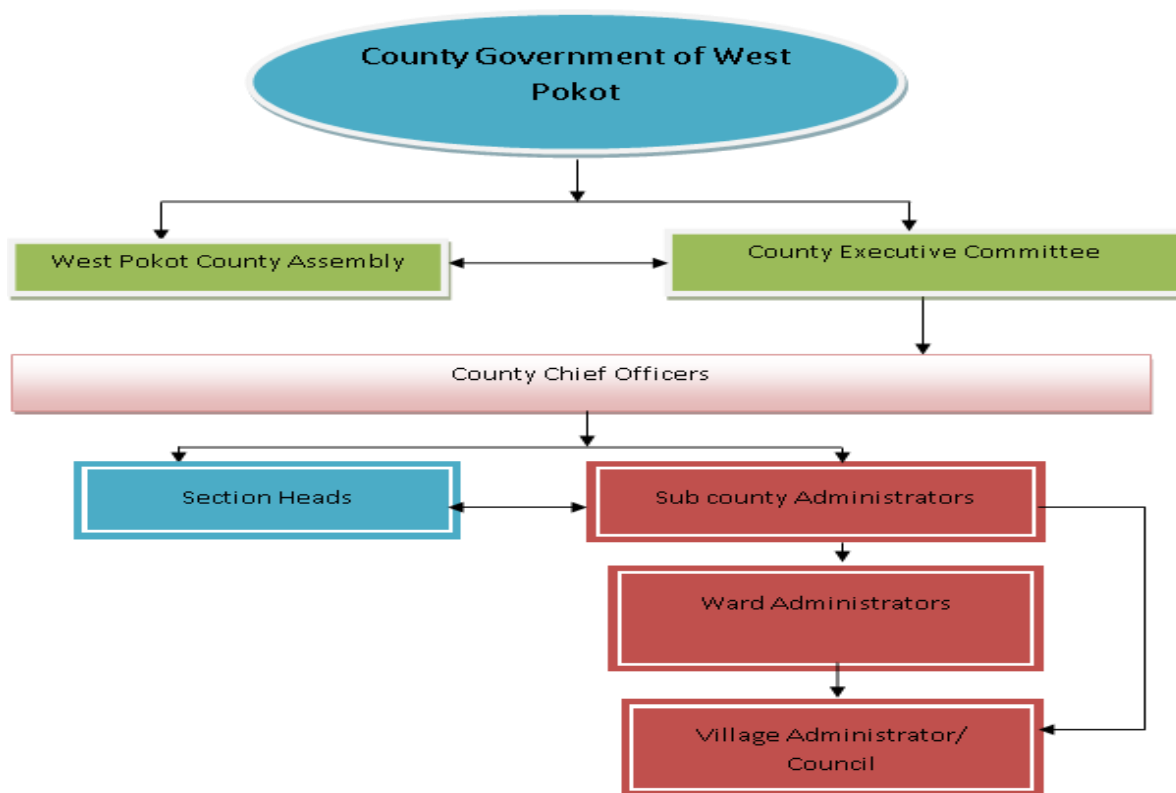 County Government of West
Pokot
West Pokot County Assembly
County Executive Committee
County Chief Officers
Section Heads
Sub county Administrators
Ward Administrators
Village Administrator/
Council